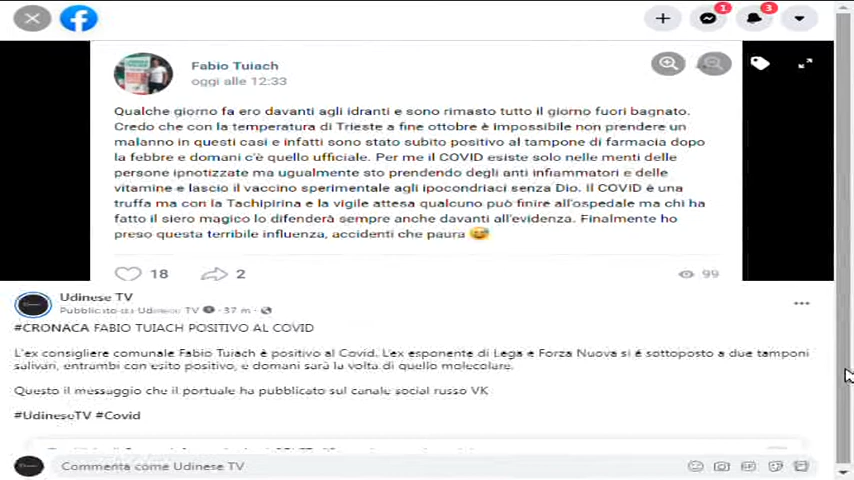 1
3
Fabio Tuiach
oggi alle 12:33
Qualche giorno fa ero davanti agli idranti e sono rimasto tutto il giorno fuori bagnato.
Credo che con la temperatura di Trieste a fine ottobre è impossibile non prendere un
malanno in questi casi e infatti sono stato subito positivo al tampone di farmacia dopo
la febbre e domani c'è quello ufficiale. Per me il COVID esiste solo nelle menti delle
persone ipnotizzate ma ugualmente sto prendendo degli anti infiammatori e delle
vitamine e lascio il vaccino sperimentale agli ipocondriaci senza Dio. Il COVID è una
truffa ma con la Tachipirina e la vigile attesa qualcuno può finire all'ospedale ma chi ha
fatto il siero magico lo difenderà sempre anche davanti all'evidenza. Finalmente ho
preso questa terribile influenza, accidenti che paura 😅
18
2
99
Udinese TV
Pubblicato da Udinese TV · 37 m ·
#CRONACA FABIO TUIACH POSITIVO AL COVID
L'ex consigliere comunale Fabio Tuiach è positivo al Covid. L'ex esponente di Lega e Forza Nuova si è sottoposto a due tamponi
salivari, entrambi con esito positivo, e domani sarà la volta di quello molecolare.
Questo il messaggio che il portuale ha pubblicato sul canale social russo VK
#UdineseTV #Covid
Commenta come Udinese TV